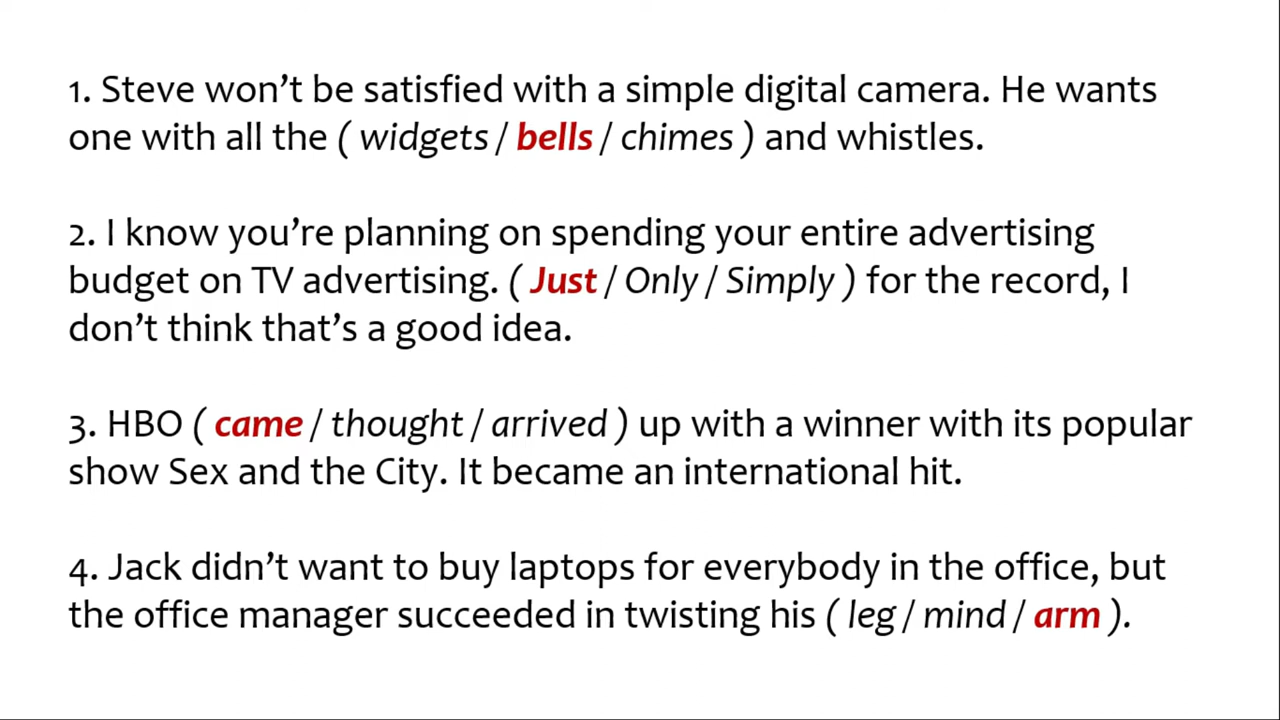 1. Steve won’t be satisfied with a simple digital camera. He wants
one with all the ( widgets / bells / chimes ) and whistles.
2. I know you’re planning on spending your entire advertising
budget on TV advertising. ( Just / Only / Simply ) for the record, I
don’t think that’s a good idea.
3. HBO ( came / thought / arrived ) up with a winner with its popular
show Sex and the City. It became an international hit.
4. Jack didn’t want to buy laptops for everybody in the office, but
the office manager succeeded in twisting his ( leg / mind / arm ).